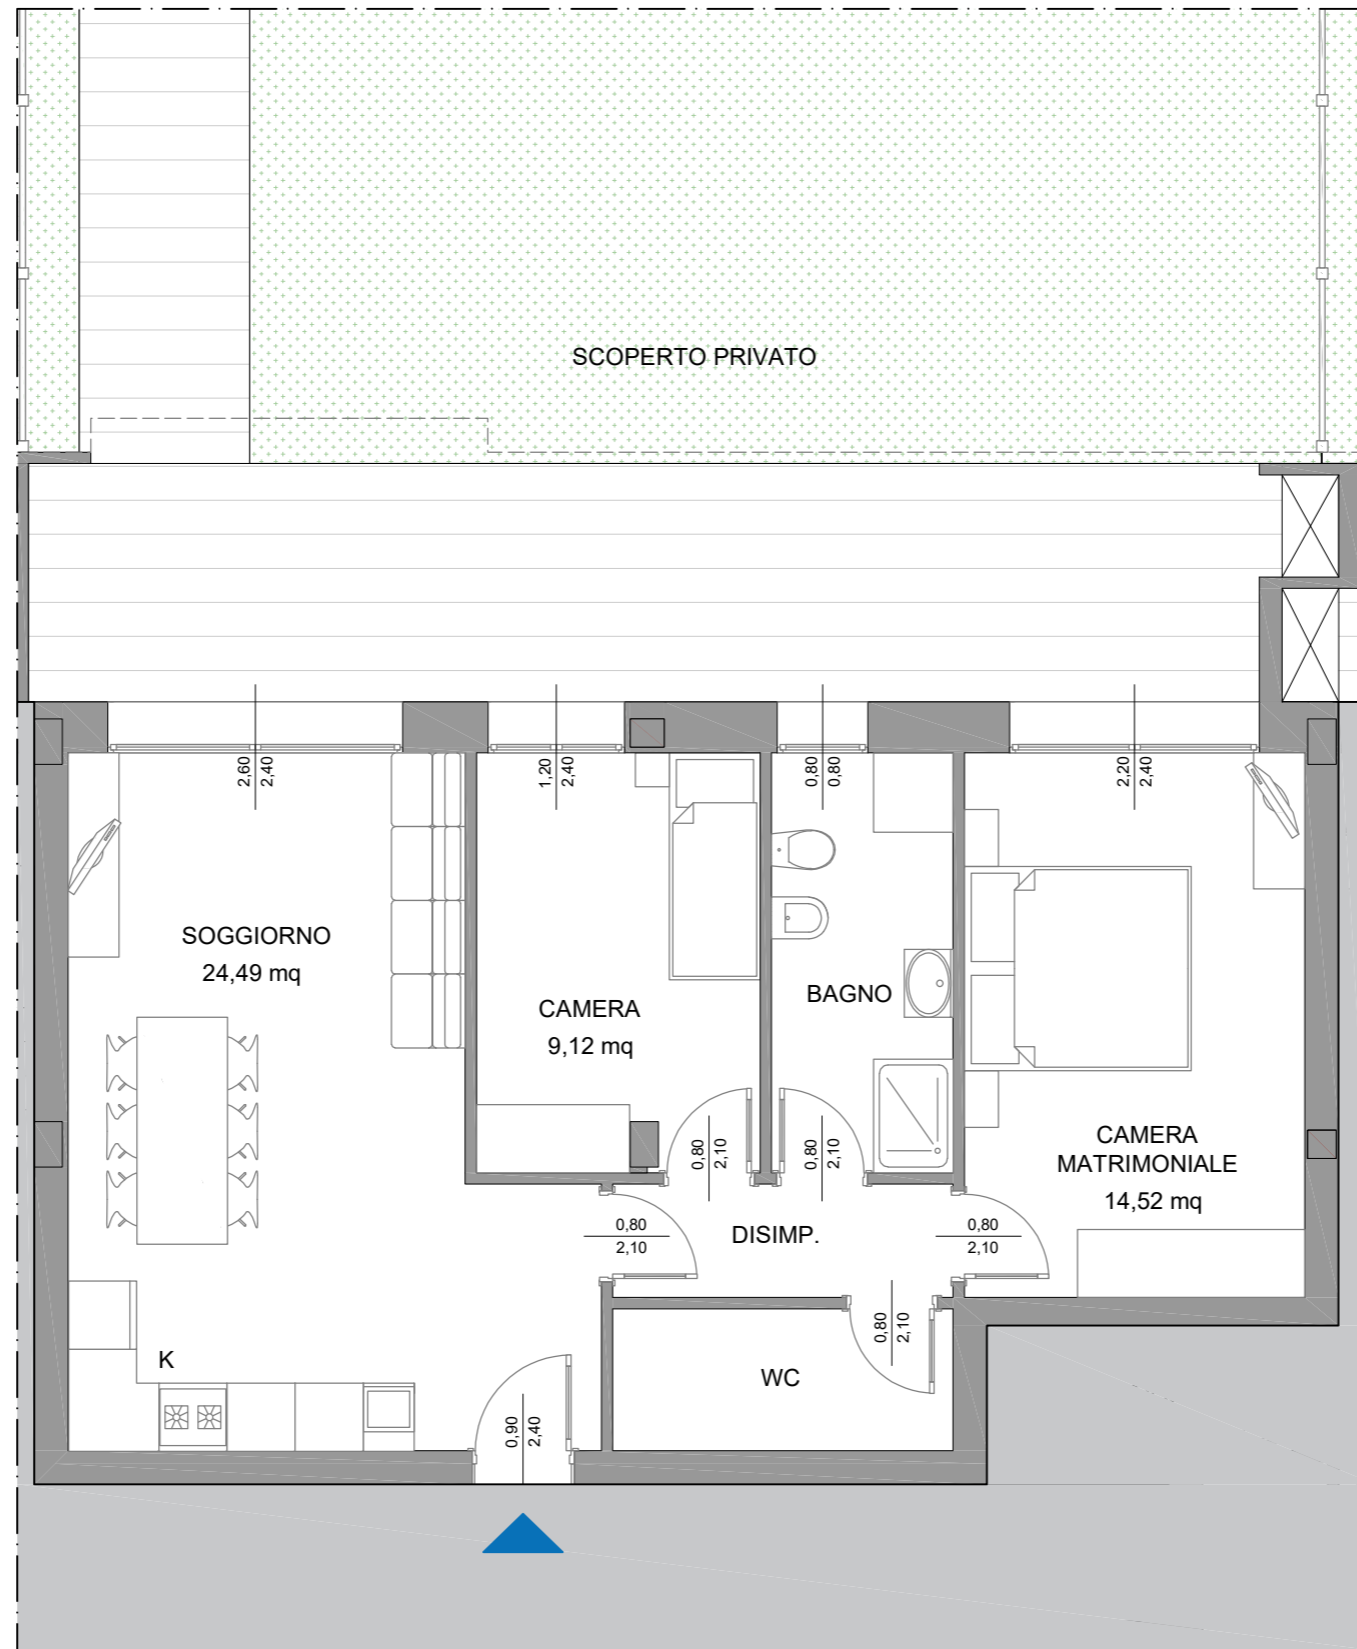 SCOPERTO PRIVATO
2,60
2,40
1,20
2,40
0,80
0,80
2,20
2,40
SOGGIORNO
24,49 mq
CAMERA
9,12 mq
BAGNO
CAMERA
MATRIMONIALE
14,52 mq
0,80
2,10
0,80
2,10
0,80
2,10
DISIMP.
0,80
2,10
0,80
2,10
K
WC
0,90
2,40